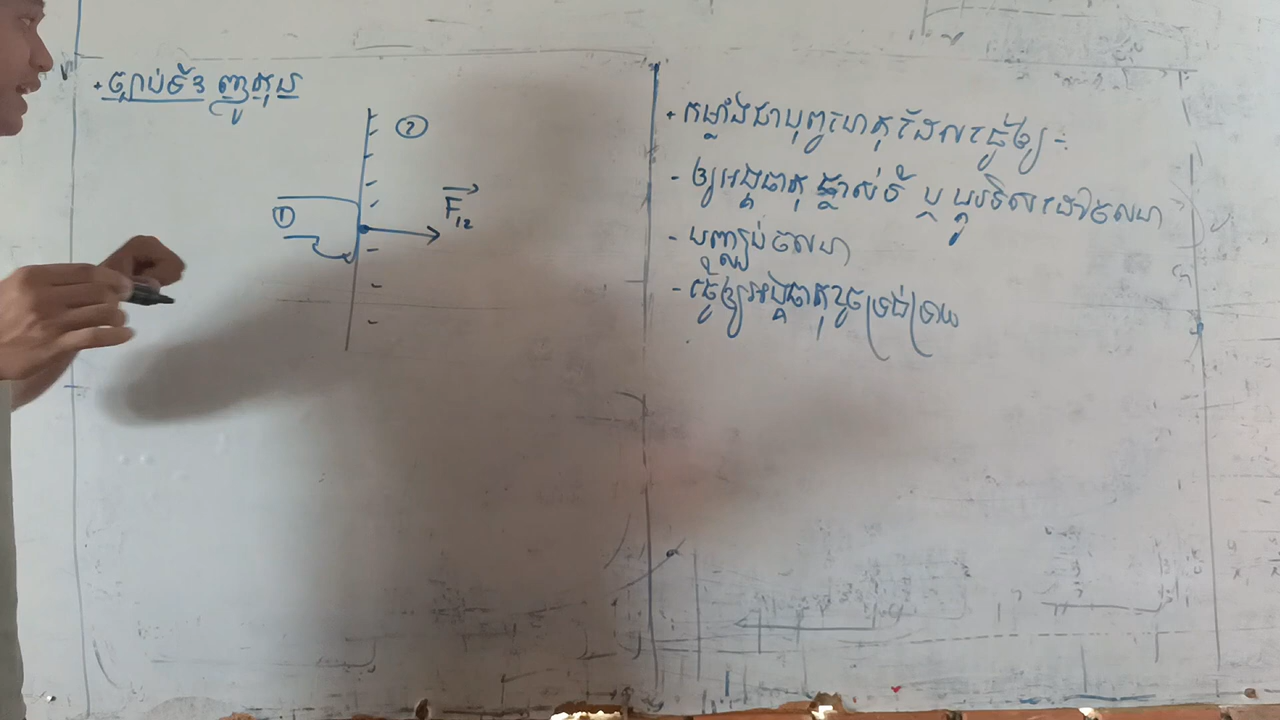 +ច្បាប់ទី3 ញូតុន
②
①
F₁₂
+ កម្លាំងជាបុព្វហេតុដែលធ្វើឲ្យ÷
- ឲ្យអង្គធាតុ ផ្លាស់ទី ឬ ប្ដូរទិសដៅចលនា
- បញ្ឈប់ចលនា
- ធ្វើឲ្យអង្គធាតុខូចទ្រង់ទ្រាយ